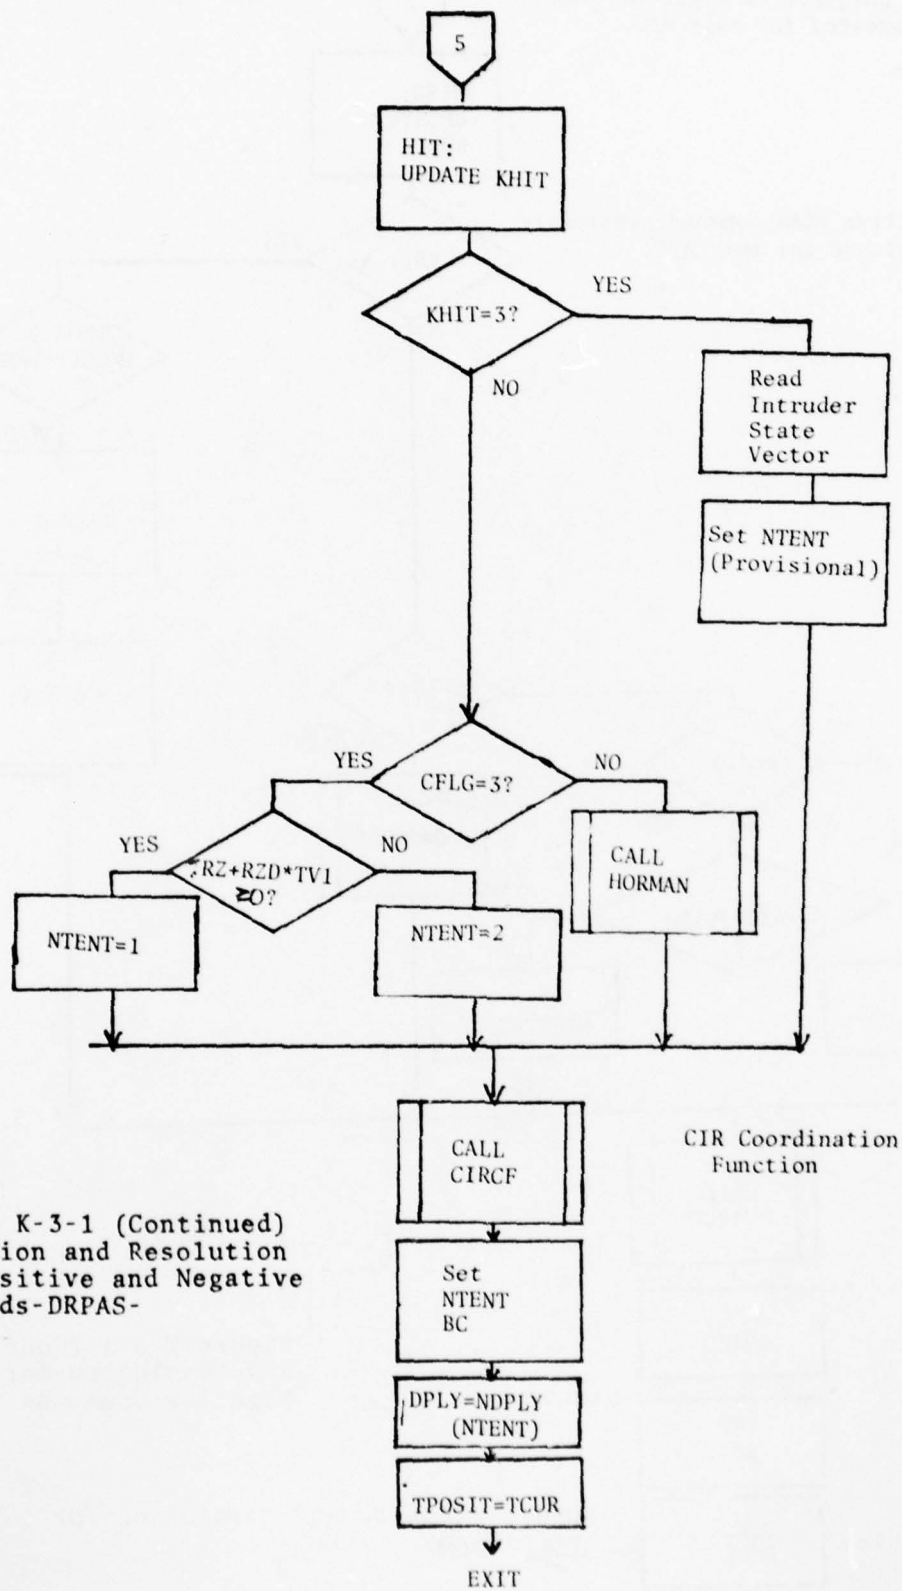 5
HIT:
UPDATE KHIT
KHIT=3?
YES
NO
Read
Intruder
State
Vector
Set NTENT
(Provisional)
CFLG=3?
YES
NO
RZ+RZD*TV1
≥0?
YES
NO
NTENT=1
NTENT=2
CALL
HORMAN
CALL
CIRCF
CIR Coordination
Function
K-3-1 (Continued)
ion and Resolution
sitive and Negative
ds-DRPAS-
Set
NTENT
BC
DPLY=NDPLY
(NTENT)
TPOSIT=TCUR
EXIT